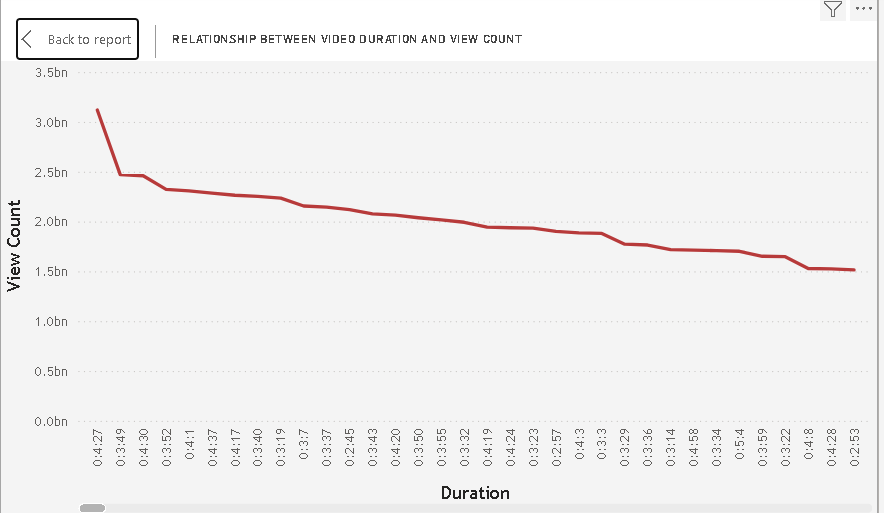 Back to report
RELATIONSHIP BETWEEN VIDEO DURATION AND VIEW COUNT
3.5bn
3.0bn
2.5bn
2.0bn
1.5bn
1.0bn
0.5bn
0.0bn
View Count
0:4:27
0:3:49
0:4:30
0:3:52
0:4:1
0:4:37
0:4:17
0:3:40
0:3:19
0:3:7
0:3:37
0:2:45
0:3:43
0:4:20
0:3:50
0:3:55
0:3:32
0:4:19
0:4:24
0:3:23
0:2:57
0:4:3
0:3:3
0:3:29
0:3:36
0:3:14
0:4:58
0:3:34
0:5:4
0:3:59
0:3:22
0:4:8
0:4:28
0:2:53
Duration